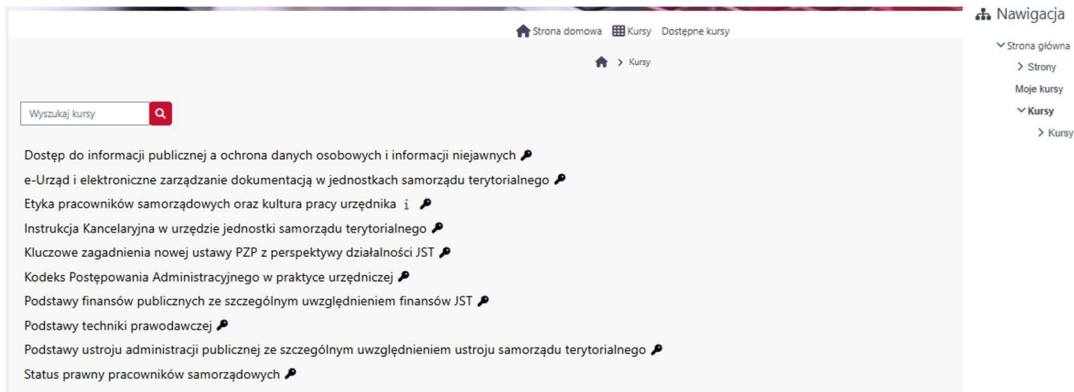 Strona domowa Kursy Dostępne kursy
> Kursy
Wyszukaj kursy
Dostęp do informacji publicznej a ochrona danych osobowych i informacji niejawnych
e-Urząd i elektroniczne zarządzanie dokumentacją w jednostkach samorządu terytorialnego
Etyka pracowników samorządowych oraz kultura pracy urzędnika i
Instrukcja Kancelaryjna w urzędzie jednostki samorządu terytorialnego
Kluczowe zagadnienia nowej ustawy PZP z perspektywy działalności JST
Kodeks Postępowania Administracyjnego w praktyce urzędniczej
Podstawy finansów publicznych ze szczególnym uwzględnieniem finansów JST
Podstawy techniki prawodawczej
Podstawy ustroju administracji publicznej ze szczególnym uwzględnieniem ustroju samorządu terytorialnego
Status prawny pracowników samorządowych
Nawigacja
Strona główna
Strony
Moje kursy
Kursy
Kursy